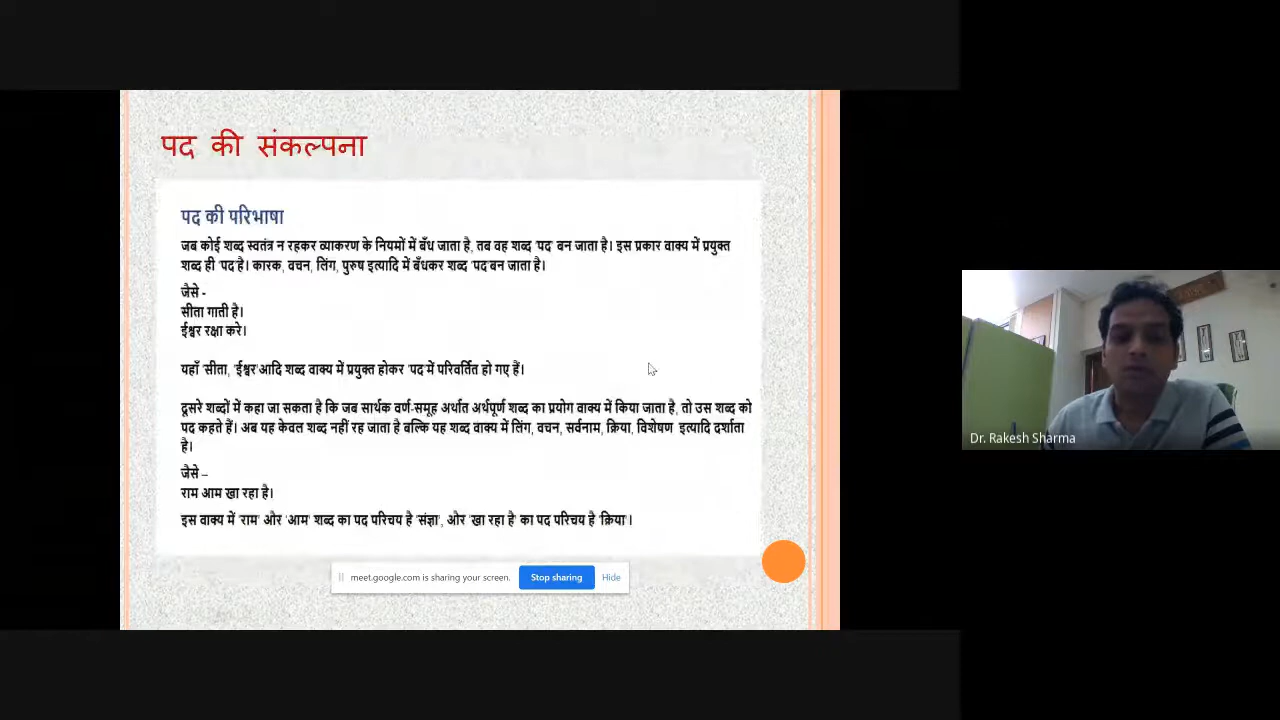 पद की संकल्पना
पद की परिभाषा
जब कोई शब्द स्वतंत्र न रहकर व्याकरण के नियमों में बँध जाता है, तब वह शब्द 'पद' बन जाता है। इस प्रकार वाक्य में प्रयुक्त
शब्द ही 'पद'है। कारक, वचन, लिंग, पुरुष इत्यादि में बँधकर शब्द 'पद'बन जाता है।
जैसे -
सीता गाती है।
ईश्वर रक्षा करे।
यहाँ 'सीता, 'ईश्वर'आदि शब्द वाक्य में प्रयुक्त होकर 'पद में परिवर्तित हो गए हैं।
दूसरे शब्दों में कहा जा सकता है कि जब सार्थक वर्ण-समूह अर्थात अर्थपूर्ण शब्द का प्रयोग वाक्य में किया जाता है, तो उस शब्द को
पद कहते हैं। अब यह केवल शब्द नहीं रह जाता है बल्कि यह शब्द वाक्य में लिंग, वचन, सर्वनाम, क्रिया, विशेषण इत्यादि दर्शाता
है।
जैसे –
राम आम खा रहा है।
इस वाक्य में 'राम' और 'आम' शब्द का पद परिचय है 'संज्ञा', और 'खा रहा है' का पद परिचय है 'क्रिया'।
meet.google.com is sharing your screen. Stop sharing Hide
Dr. Rakesh Sharma